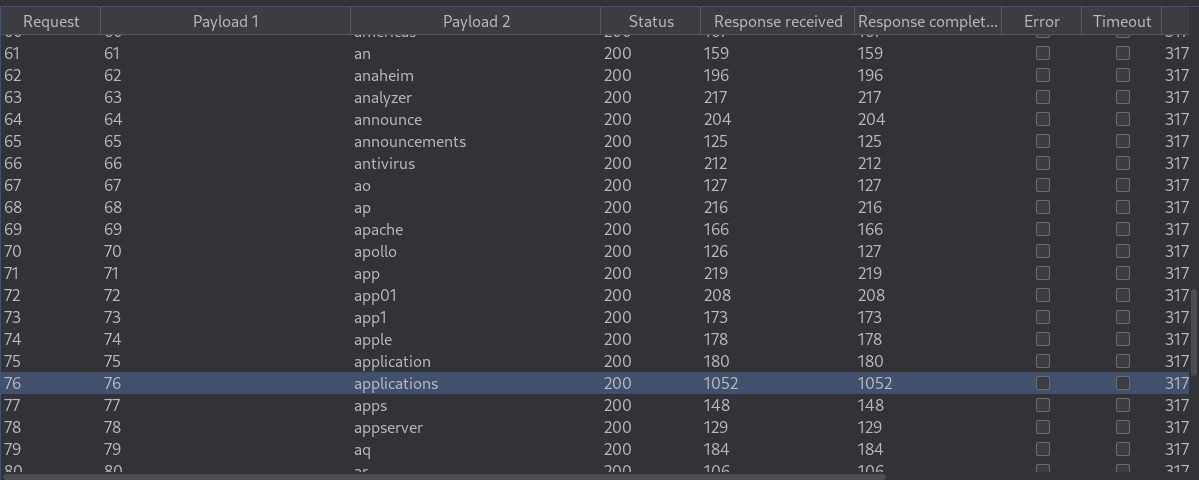 Request Payload 1 Payload 2 Status Response received Response complet... Error Timeout
61 61 an 200 159 159 317
62 62 anaheim 200 196 196 317
63 63 analyzer 200 217 217 317
64 64 announce 200 204 204 317
65 65 announcements 200 125 125 317
66 66 antivirus 200 212 212 317
67 67 ao 200 127 127 317
68 68 ap 200 216 216 317
69 69 apache 200 166 166 317
70 70 apollo 200 126 127 317
71 71 app 200 219 219 317
72 72 app01 200 208 208 317
73 73 app1 200 173 173 317
74 74 apple 200 178 178 317
75 75 application 200 180 180 317
76 76 applications 200 1052 1052 317
77 77 apps 200 148 148 317
78 78 appserver 200 129 129 317
79 79 aq 200 184 184 317
80 80 ar 200 106 106 317